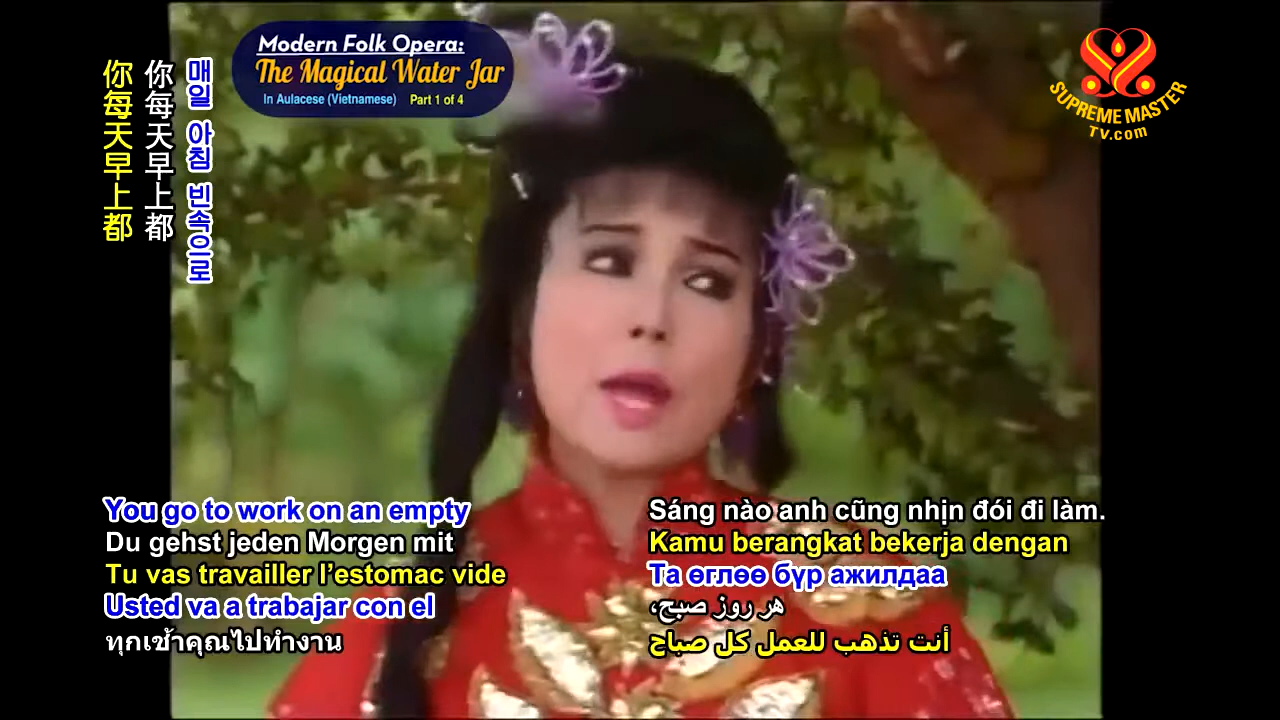 Modern Folk Opera:
The Magical Water Jar
In Aulacese (Vietnamese) Part 1 of 4
SUPREME MASTER
TV.com
매일 아침 빈속으로
你每天早上都
你每天早上都
You go to work on an empty
Du gehst jeden Morgen mit
Tu vas travailler l'estomac vide
Usted va a trabajar con el
ทุกเช้าคุณไปทำงาน
Sáng nào anh cũng nhịn đói đi làm.
Kamu berangkat bekerja dengan
Та өглөө бүр ажилдаа
هر روز صبح،
أنت تذهب للعمل كل صباح